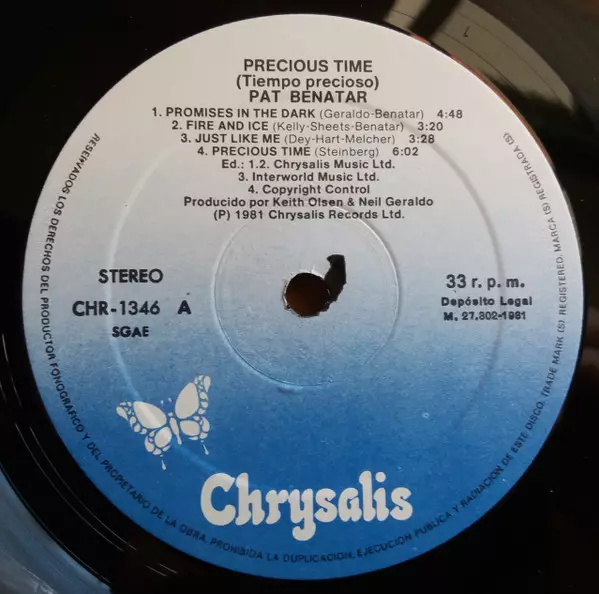 PRECIOUS TIME
(Tiempo precioso)
PAT BENATAR
1. PROMISES IN THE DARK (Geraldo-Benatar) 4:48
2. FIRE AND ICE (Kelly-Sheets-Benatar) 3:20
3. JUST LIKE ME (Dey-Hart-Melcher) 3:28
4. PRECIOUS TIME (Steinberg) 6:02
Ed.: 1.2. Chrysalis Music Ltd.
3. Interworld Music Ltd.
4. Copyright Control
Producido por Keith Olsen & Neil Geraldo
(P) 1981 Chrysalis Records Ltd.
STEREO
CHR-1346 A
SGAE
33 r. p. m.
Depósito Legal
M. 27.802-1981
Chrysalis
RESERVADOS LOS DERECHOS DEL PRODUCTOR FONOGRAFICO Y DEL PROPIETARIO DE LA OBRA. PROHIBIDA LA DUPLICACION, EJECUCION PUBLICA Y RADIACION DE ESTE DISCO. TRADE MARK (S) REGISTERED. MARCA (S) REGISTRADA (S)